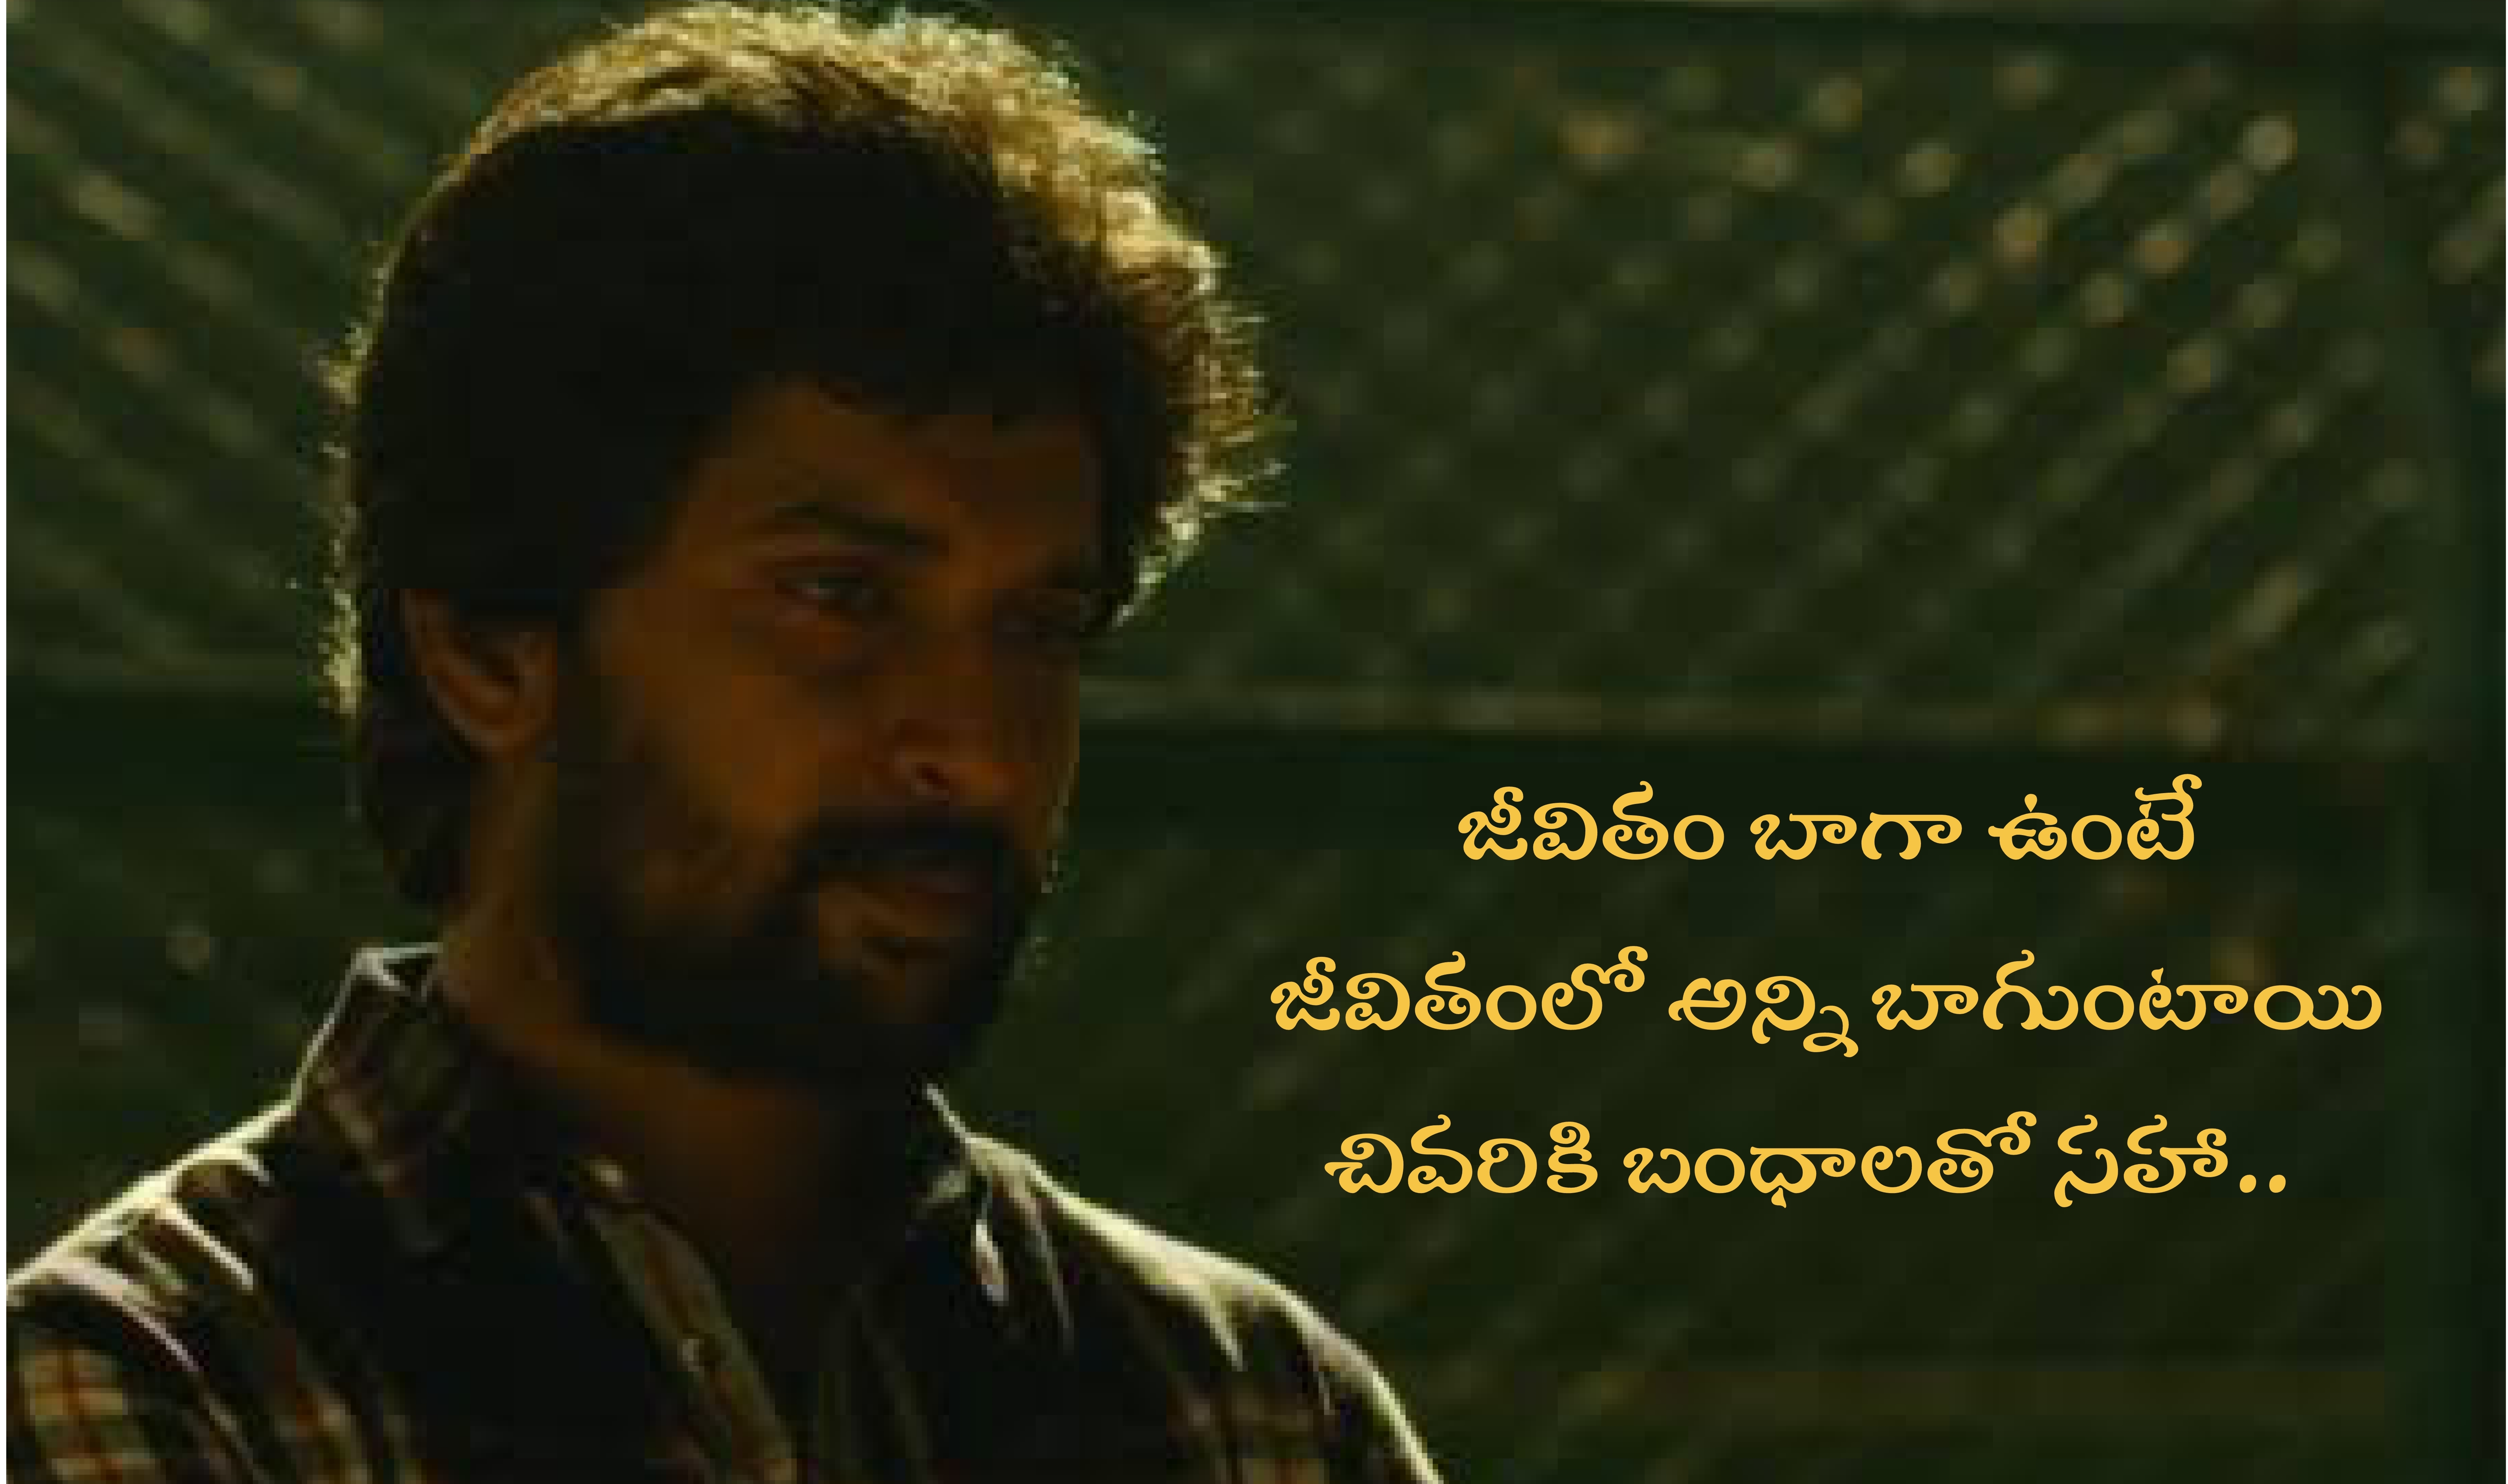 జీవితం బాగా ఉంటే
జీవితంలో అన్ని బాగుంటాయి
చివరికి బంధాలతో సహా..